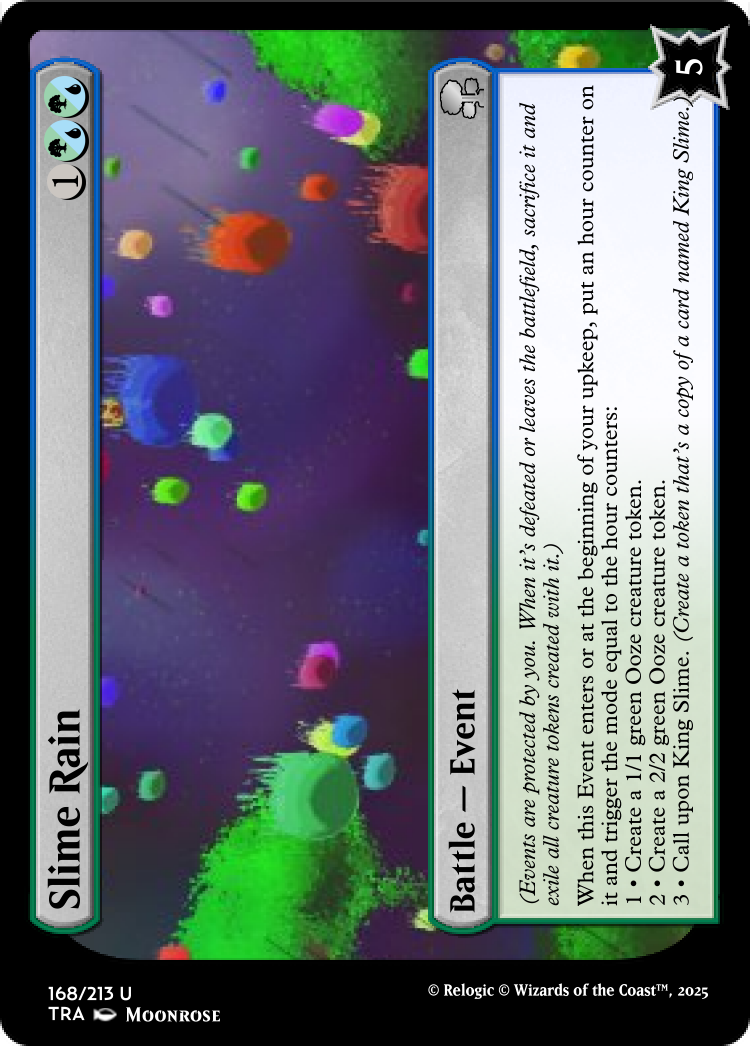 Slime Rain
1
Battle — Event
(Events are protected by you. When it's defeated or leaves the battlefield, sacrifice it and
exile all creature tokens created with it.)
When this Event enters or at the beginning of your upkeep, put an hour counter on
it and trigger the mode equal to the hour counters:
1 • Create a 1/1 green Ooze creature token.
2 • Create a 2/2 green Ooze creature token.
3 • Call upon King Slime. (Create a token that's a copy of a card named King Slime.)
5
168/213 U
TRA Moonrose
© Relogic © Wizards of the Coast™, 2025